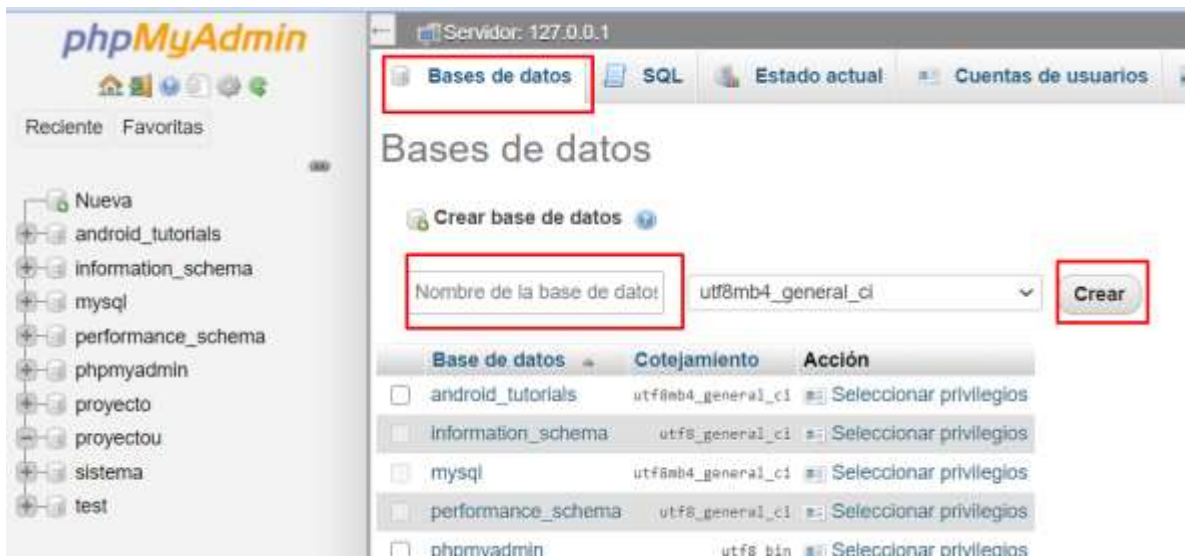 phpMyAdmin
Reciente Favoritas
Nueva
android_tutorials
information_schema
mysql
performance_schema
phpmyadmin
proyecto
proyectou
sistema
test
Servidor: 127.0.0.1
Bases de datos SQL Estado actual Cuentas de usuarios
Bases de datos
Crear base de datos
Nombre de la base de datos utf8mb4_general_ci Crear
Base de datos Cotejamiento Acción
android_tutorials utf8mb4_general_ci Seleccionar privilegios
information_schema utf8_general_ci Seleccionar privilegios
mysql utf8mb4_general_ci Seleccionar privilegios
performance_schema utf8_general_ci Seleccionar privilegios
phpmyadmin utf8_bin Seleccionar privilegios